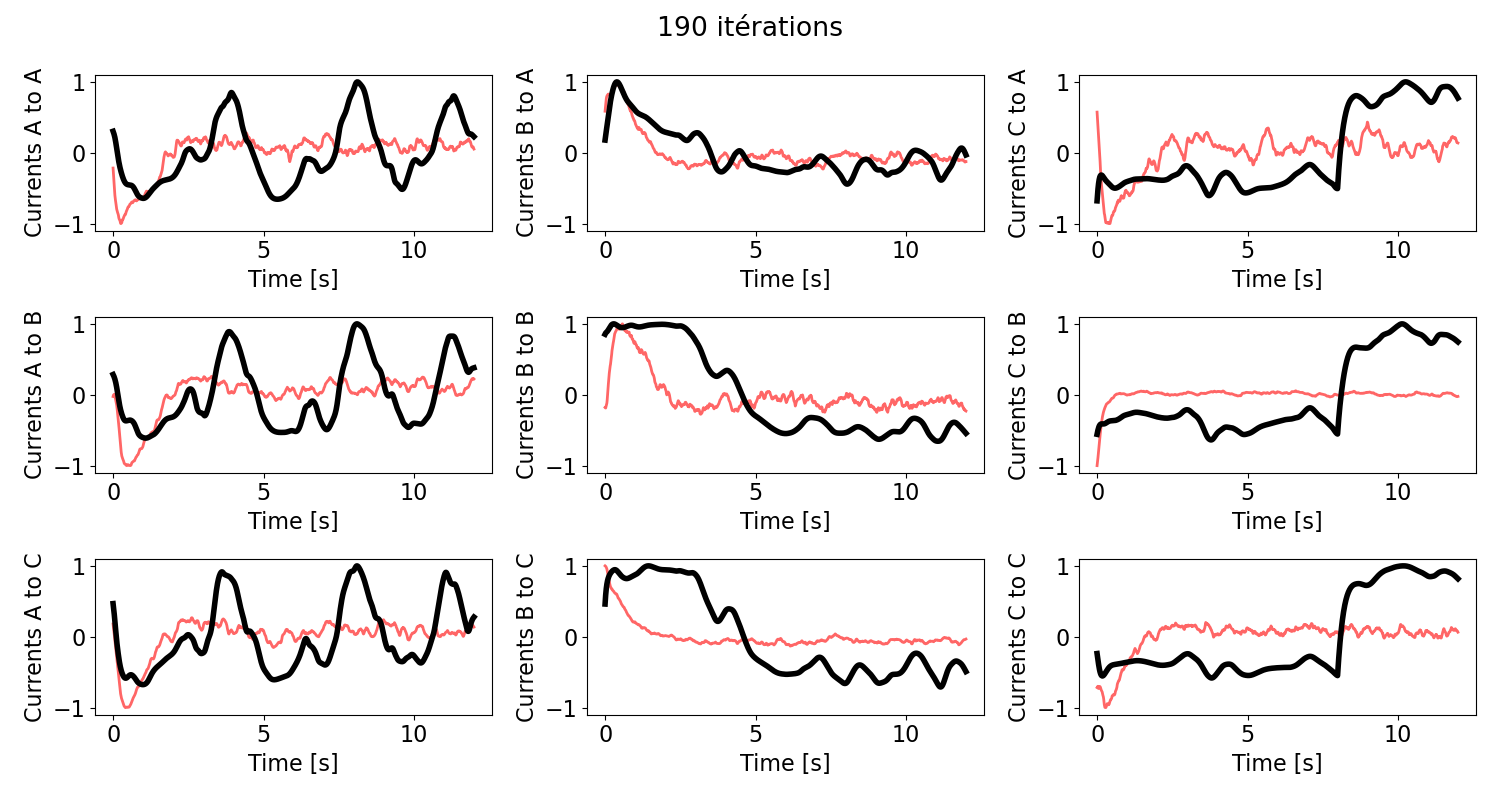 190 itérations
Currents A to A
1
0
−1
0
5
10
Time [s]
Currents B to A
1
0
−1
0
5
10
Time [s]
Currents C to A
1
0
−1
0
5
10
Time [s]
Currents A to B
1
0
−1
0
5
10
Time [s]
Currents B to B
1
0
−1
0
5
10
Time [s]
Currents C to B
1
0
−1
0
5
10
Time [s]
Currents A to C
1
0
−1
0
5
10
Time [s]
Currents B to C
1
0
−1
0
5
10
Time [s]
Currents C to C
1
0
−1
0
5
10
Time [s]